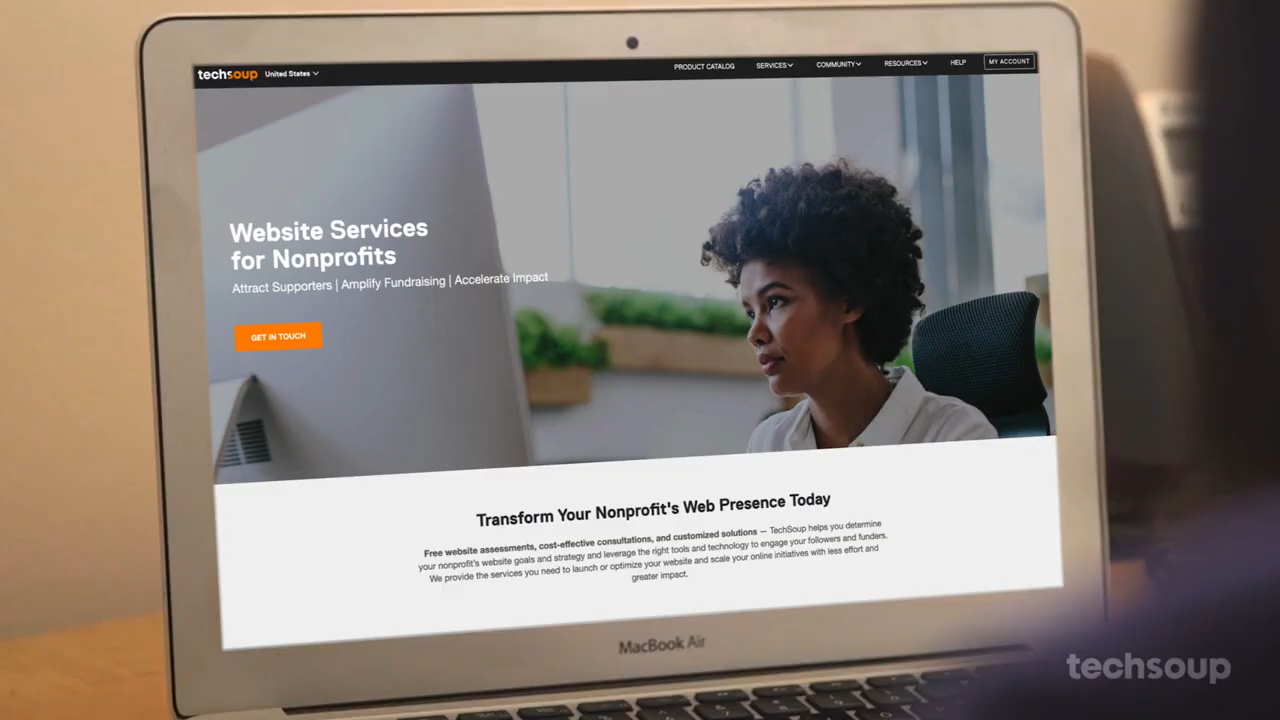 techsoup United States PRODUCT CATALOG SERVICES COMMUNITY RESOURCES HELP MY ACCOUNT
Website Services
for Nonprofits
Attract Supporters | Amplify Fundraising | Accelerate Impact
GET IN TOUCH
Transform Your Nonprofit's Web Presence Today
Free website assessments, cost-effective consultations, and customized solutions — TechSoup helps you determine
your nonprofit's website goals and strategy and leverage the right tools and technology to engage your followers and funders.
We provide the services you need to launch or optimize your website and scale your online initiatives with less effort and
greater impact.
MacBook Air
techsoup